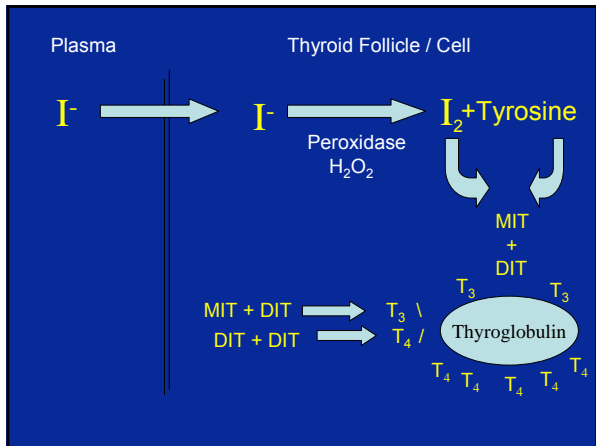 Plasma
Thyroid Follicle / Cell
I⁻
I⁻
I₂+Tyrosine
Peroxidase
H₂O₂
MIT
+
DIT
T₃
T₃
MIT + DIT
T₃ \
DIT + DIT
T₄ /
Thyroglobulin
T₄
T₄
T₄
T₄
T₄